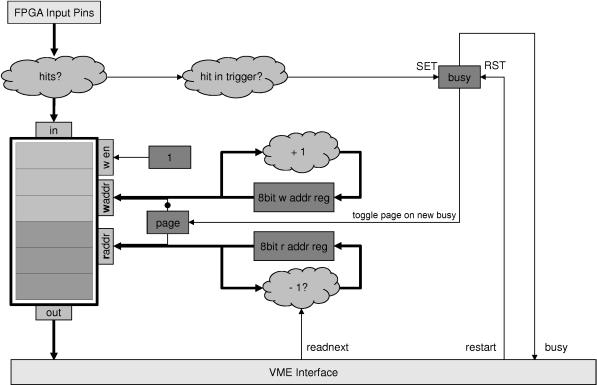 FPGA Input Pins
hits?
hit in trigger?
SET
RST
busy
in
w en
1
+ 1
waddr
8bit w addr reg
page
toggle page on new busy
raddr
8bit r addr reg
- 1?
out
readnext
restart
busy
VME Interface